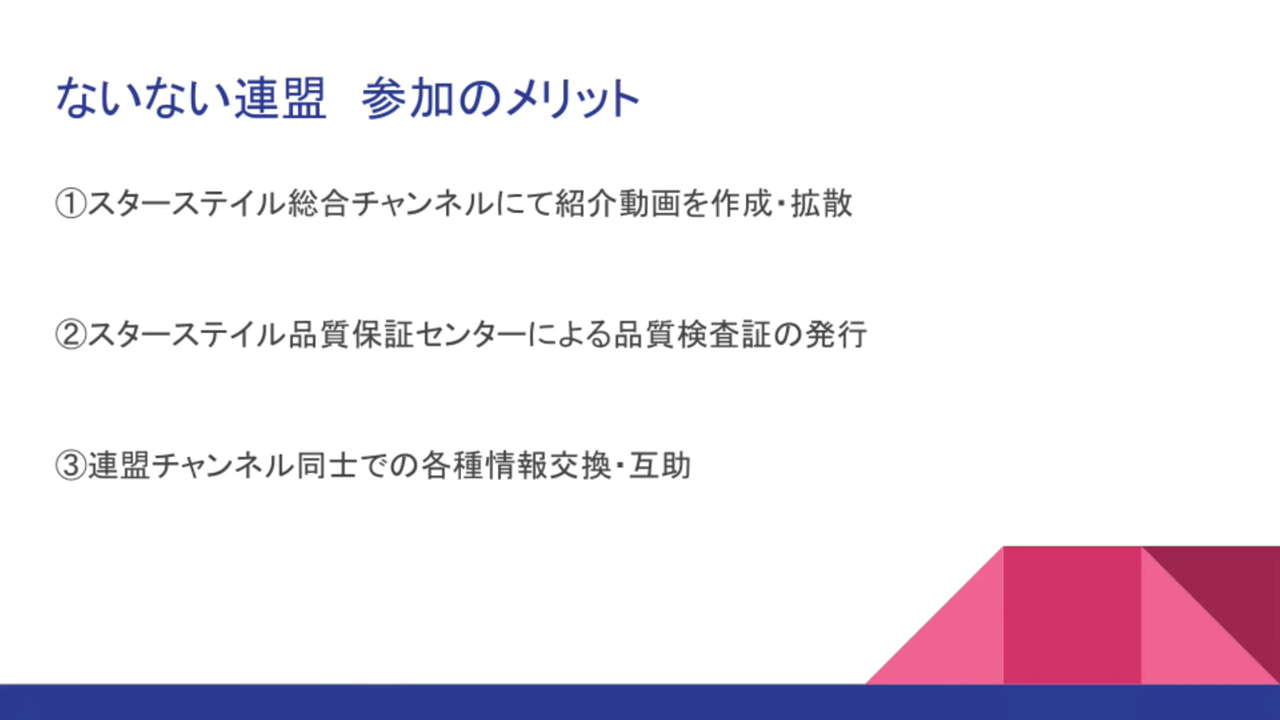 ないない連盟　参加のメリット
①スターステイル総合チャンネルにて紹介動画を作成・拡散
②スターステイル品質保証センターによる品質検査証の発行
③連盟チャンネル同士での各種情報交換・互助